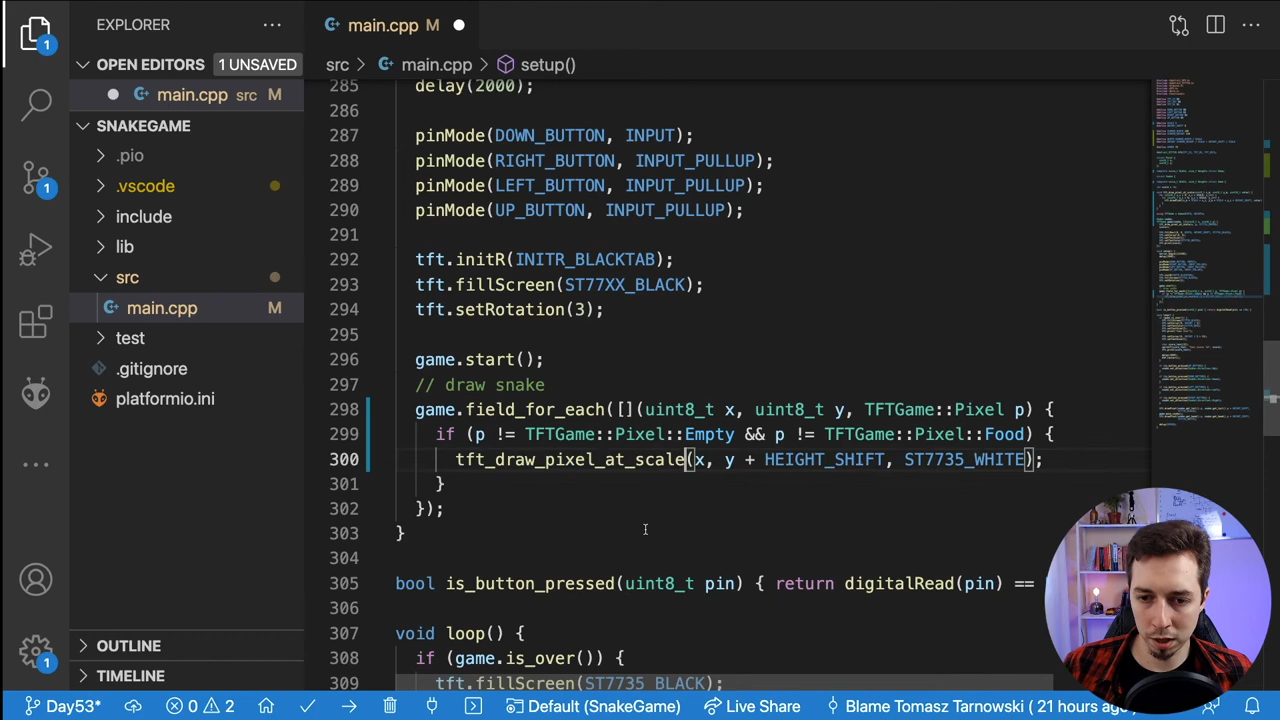 EXPLORER
main.cpp M
OPEN EDITORS 1 UNSAVED
src > main.cpp > setup()
main.cpp src M
SNAKEGAME
.pio
.vscode
include
lib
src
main.cpp M
test
.gitignore
platformio.ini
OUTLINE
TIMELINE
1
1
1
285 delay(2000);
286
287 pinMode(DOWN_BUTTON, INPUT);
288 pinMode(RIGHT_BUTTON, INPUT_PULLUP);
289 pinMode(LEFT_BUTTON, INPUT_PULLUP);
290 pinMode(UP_BUTTON, INPUT_PULLUP);
291
292 tft.initR(INITR_BLACKTAB);
293 tft.fillScreen(ST77XX_BLACK);
294 tft.setRotation(3);
295
296 game.start();
297 // draw snake
298 game.field_for_each([](uint8_t x, uint8_t y, TFTGame::Pixel p) {
299 if (p != TFTGame::Pixel::Empty && p != TFTGame::Pixel::Food) {
300 tft_draw_pixel_at_scale(x, y + HEIGHT_SHIFT, ST7735_WHITE);
301 }
302 });
303 }
304
305 bool is_button_pressed(uint8_t pin) { return digitalRead(pin) ==
306
307 void loop() {
308 if (game.is_over()) {
309 tft.fillScreen(ST7735_BLACK);
Day53* 0 2 Default (SnakeGame) Live Share Blame Tomasz Tarnowski ( 21 hours ago )